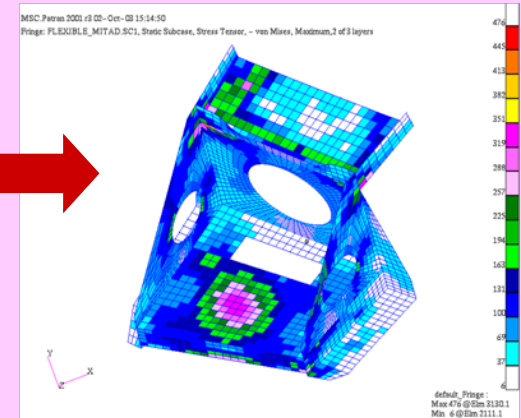 MSC.Patran 2001 r3 02-Oct-03 15:14:50
Fringe: FLEXIBLE_MITAD.SC1, Static Subcase, Stress Tensor, - von Mises, Maximum,2 of 3 layers
476
445
413
382
351
319
288
257
225
194
163
131
100
69
37
6
Y
X
Z
default_Fringe :
Max 476 @Elm 3130.1
Min 6 @Elm 2111.1